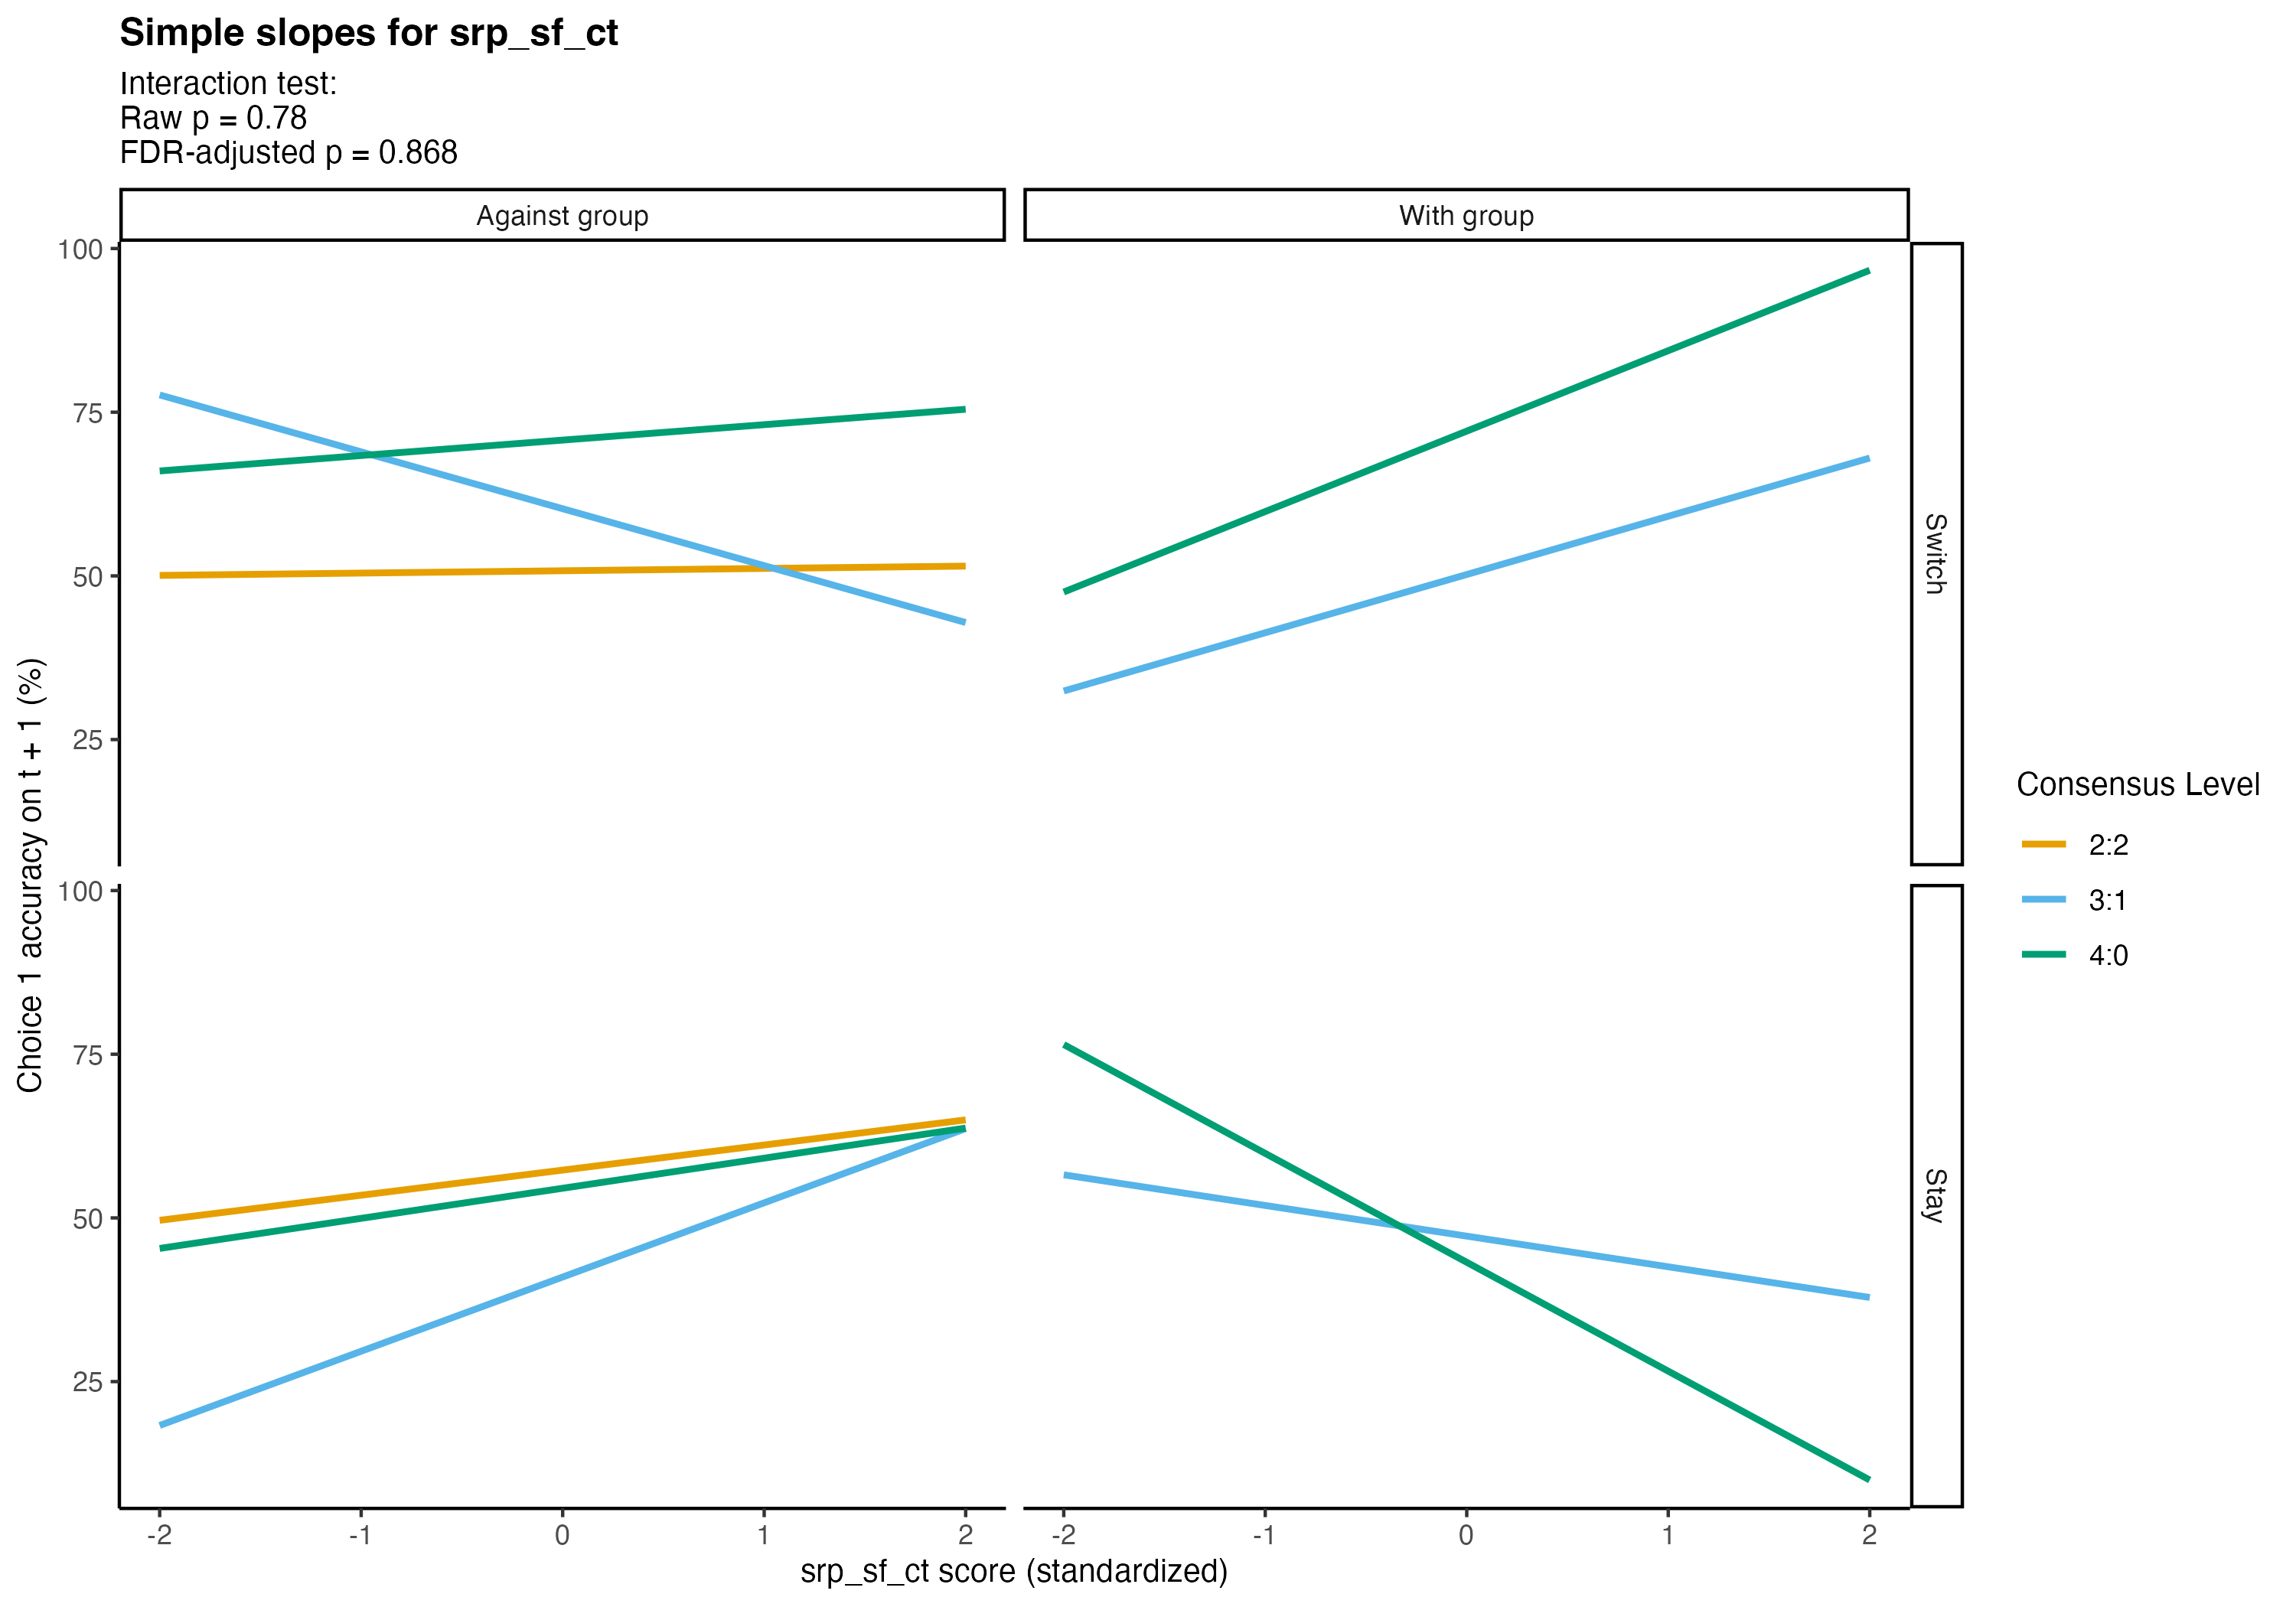 Simple slopes for srp_sf_ct
Interaction test:
Raw p = 0.78
FDR-adjusted p = 0.868
Against group
With group
100
75
50
25
Switch
100
75
50
25
Stay
Choice 1 accuracy on t + 1 (%)
-2
-1
0
1
2
-2
-1
0
1
2
srp_sf_ct score (standardized)
Consensus Level
2:2
3:1
4:0